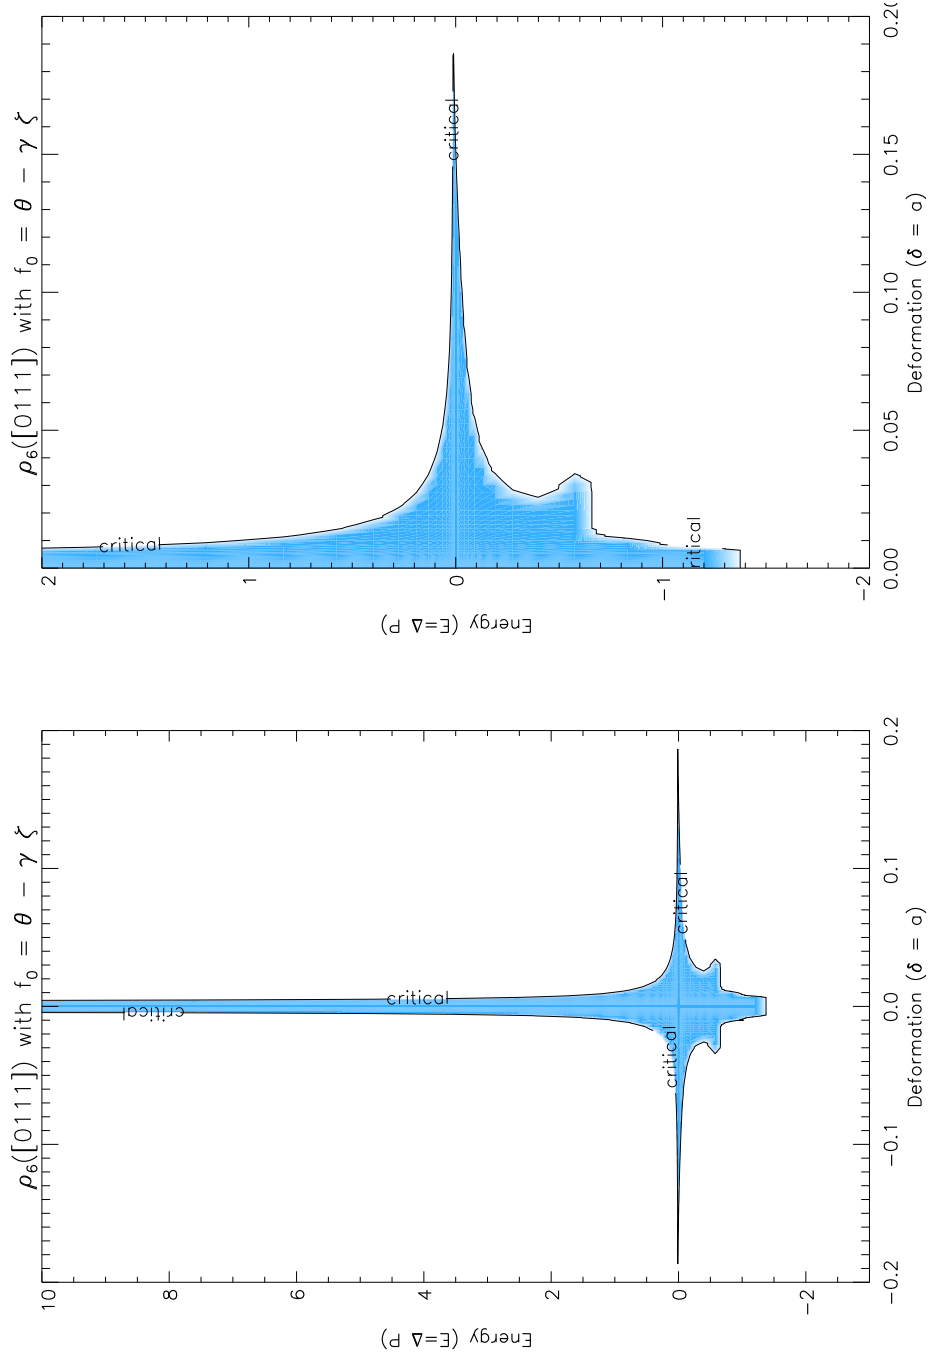 ρ6([0111]) with f0 = θ − γ ζ
2
1
0
−1
−2
0.00
0.05
0.10
0.15
0.20
Energy (E=Δ P)
Deformation (δ = a)
critical
critical
ritical
ρ6([0111]) with f0 = θ − γ ζ
10
8
6
4
2
0
−2
−0.2
−0.1
0.0
0.1
0.2
Energy (E=Δ P)
Deformation (δ = a)
critical
critical
critical
critical